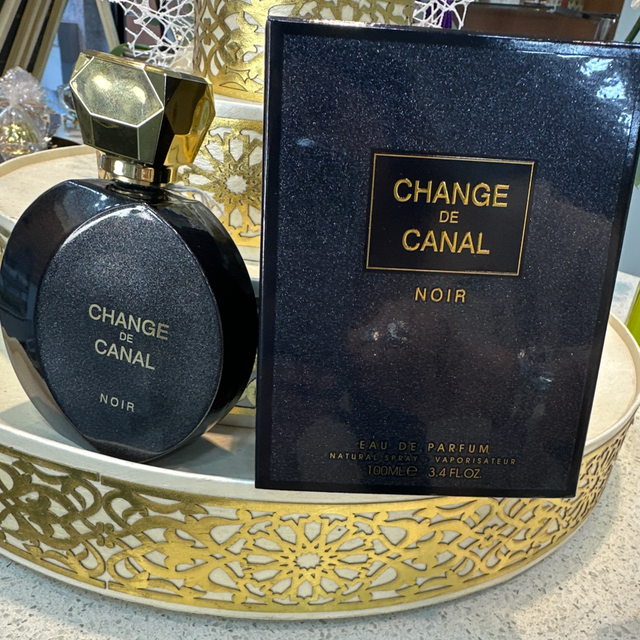 CHANGE
DE
CANAL
NOIR
CHANGE
DE
CANAL
NOIR
EAU DE PARFUM
NATURAL SPRAY - VAPORISATEUR
100ML℮ 3.4 FL.OZ